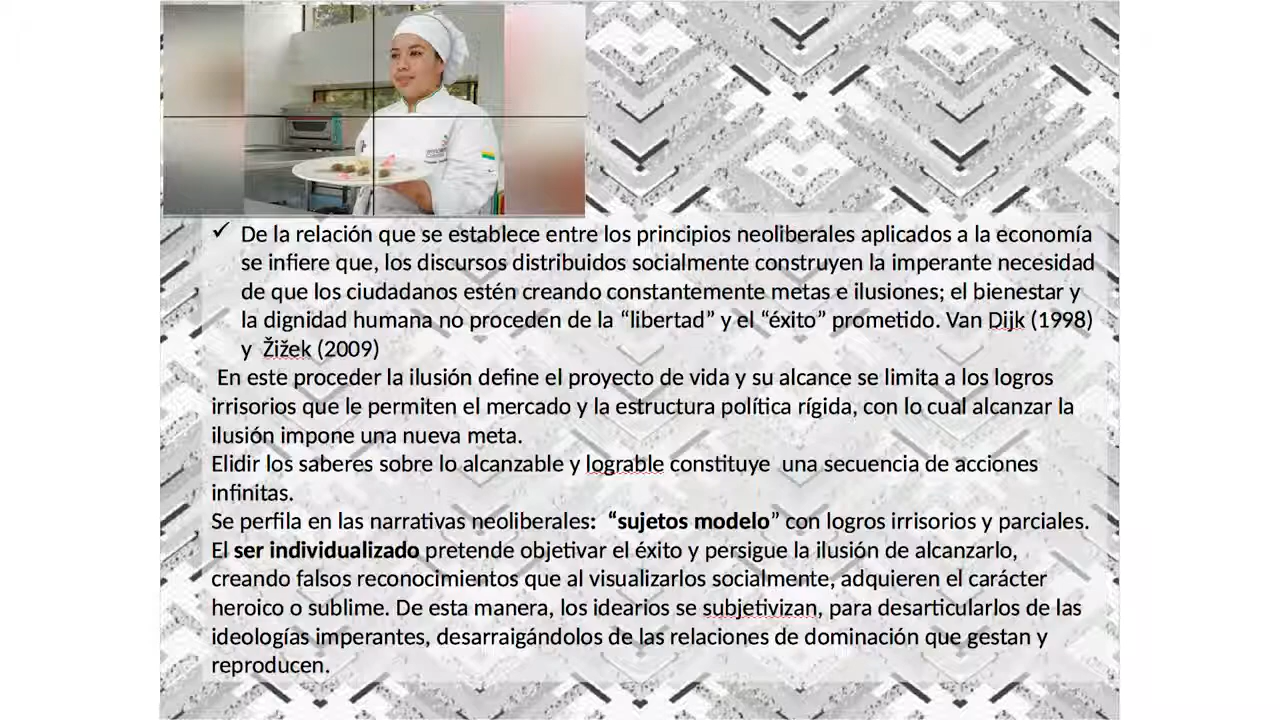 ✓ De la relación que se establece entre los principios neoliberales aplicados a la economía
se infiere que, los discursos distribuidos socialmente construyen la imperante necesidad
de que los ciudadanos estén creando constantemente metas e ilusiones; el bienestar y
la dignidad humana no proceden de la “libertad” y el “éxito” prometido. Van Dijk (1998)
y Žižek (2009)
En este proceder la ilusión define el proyecto de vida y su alcance se limita a los logros
irrisorios que le permiten el mercado y la estructura política rígida, con lo cual alcanzar la
ilusión impone una nueva meta.
Elidir los saberes sobre lo alcanzable y lograble constituye una secuencia de acciones
infinitas.
Se perfila en las narrativas neoliberales: “sujetos modelo” con logros irrisorios y parciales.
El ser individualizado pretende objetivar el éxito y persigue la ilusión de alcanzarlo,
creando falsos reconocimientos que al visualizarlos socialmente, adquieren el carácter
heroico o sublime. De esta manera, los idearios se subjetivizan, para desarticularlos de las
ideologías imperantes, desarraigándolos de las relaciones de dominación que gestan y
reproducen.